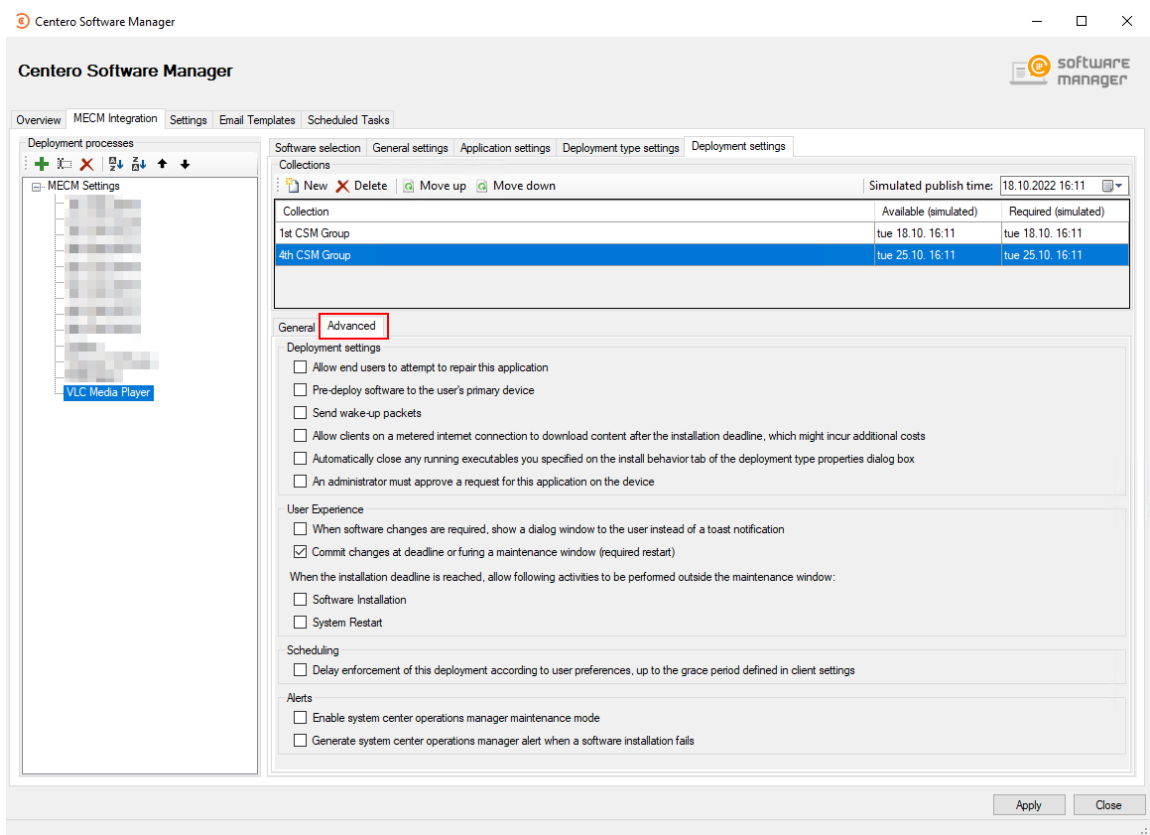 Centero Software Manager
Centero Software Manager
software
manager
Overview MECM Integration Settings Email Templates Scheduled Tasks
Deployment processes
MECM Settings
VLC Media Player
Software selection General settings Application settings Deployment type settings Deployment settings
Collections
New Delete Move up Move down Simulated publish time: 18.10.2022 16:11
Collection Available (simulated) Required (simulated)
1st CSM Group tue 18.10. 16:11 tue 18.10. 16:11
4th CSM Group tue 25.10. 16:11 tue 25.10. 16:11
General Advanced
Deployment settings
Allow end users to attempt to repair this application
Pre-deploy software to the user's primary device
Send wake-up packets
Allow clients on a metered internet connection to download content after the installation deadline, which might incur additional costs
Automatically close any running executables you specified on the install behavior tab of the deployment type properties dialog box
An administrator must approve a request for this application on the device
User Experience
When software changes are required, show a dialog window to the user instead of a toast notification
Commit changes at deadline or furing a maintenance window (required restart)
When the installation deadline is reached, allow following activities to be performed outside the maintenance window:
Software Installation
System Restart
Scheduling
Delay enforcement of this deployment according to user preferences, up to the grace period defined in client settings
Alerts
Enable system center operations manager maintenance mode
Generate system center operations manager alert when a software installation fails
Apply Close